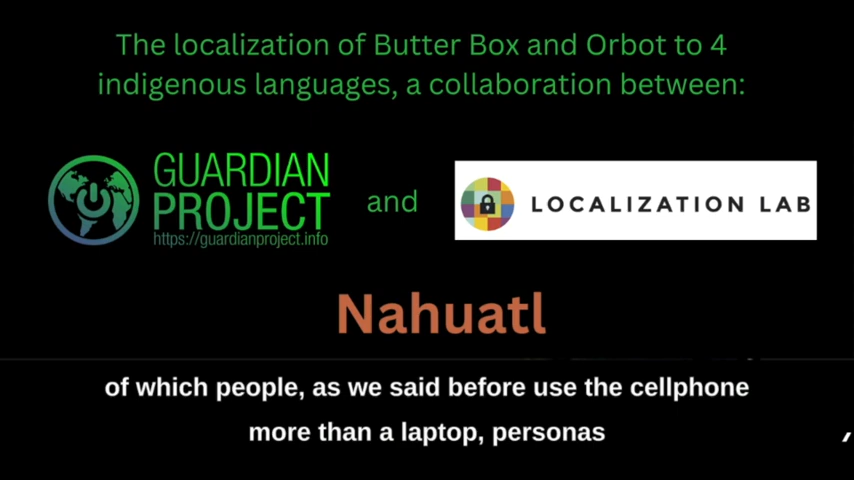 The localization of Butter Box and Orbot to 4
indigenous languages, a collaboration between:
GUARDIAN
PROJECT
https://guardianproject.info
and
LOCALIZATION LAB
Nahuatl
of which people, as we said before use the cellphone
more than a laptop, personas
,